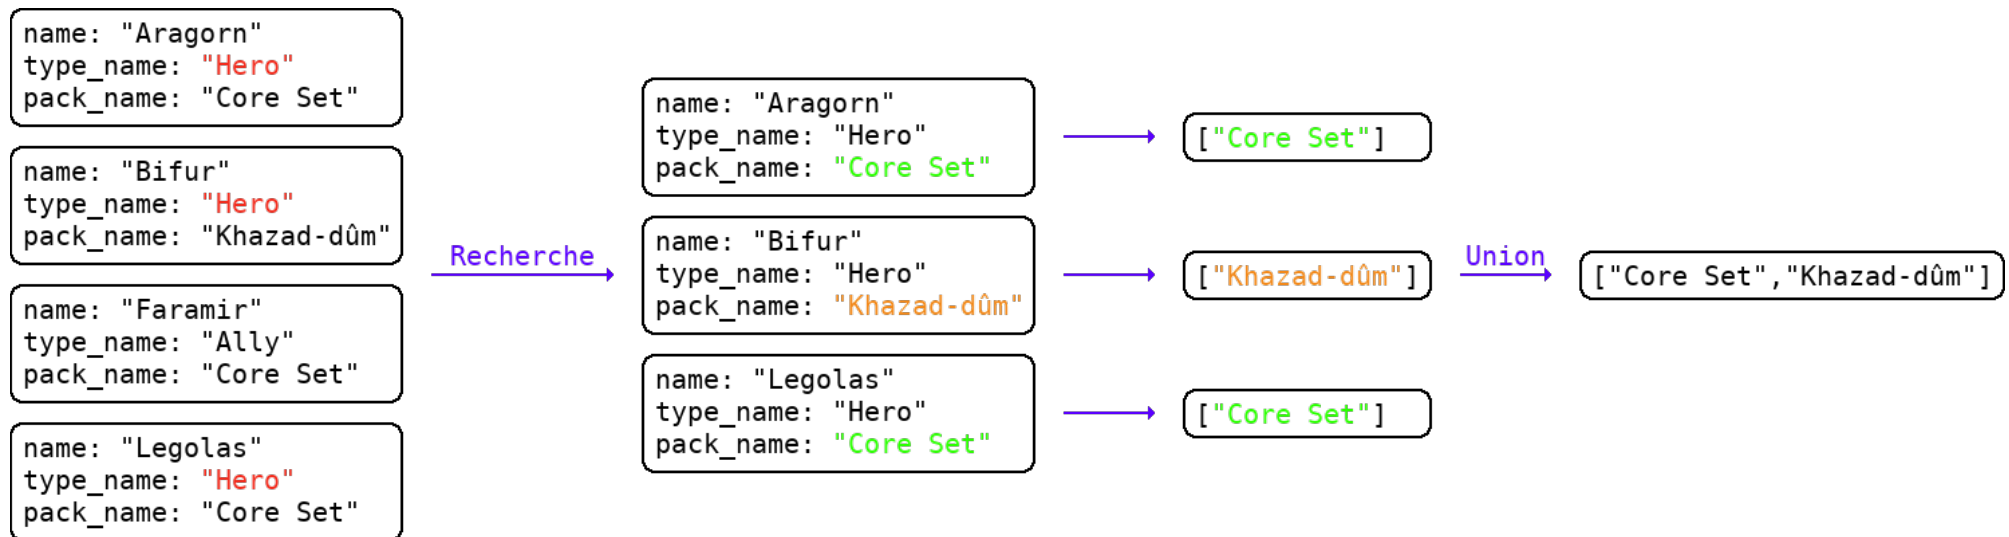 name: "Aragorn"
type_name: "Hero"
pack_name: "Core Set"
name: "Bifur"
type_name: "Hero"
pack_name: "Khazad-dûm"
name: "Faramir"
type_name: "Ally"
pack_name: "Core Set"
name: "Legolas"
type_name: "Hero"
pack_name: "Core Set"
Recherche
name: "Aragorn"
type_name: "Hero"
pack_name: "Core Set"
name: "Bifur"
type_name: "Hero"
pack_name: "Khazad-dûm"
name: "Legolas"
type_name: "Hero"
pack_name: "Core Set"
["Core Set"]
["Khazad-dûm"]
["Core Set"]
Union
["Core Set","Khazad-dûm"]